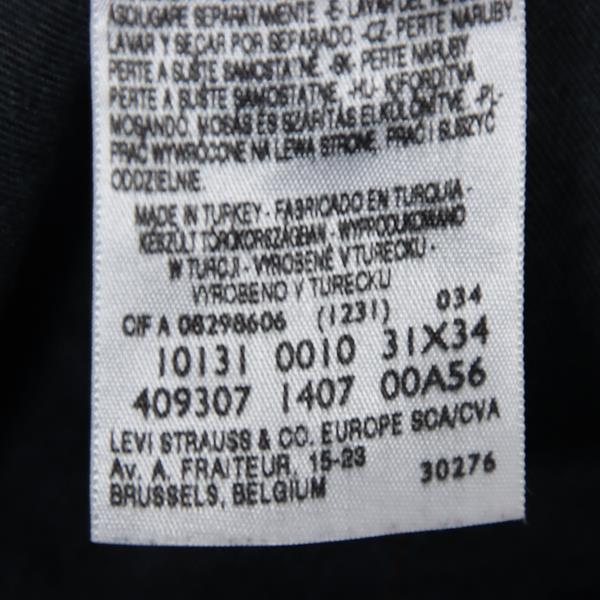 ASCIUGARE SEPARATAMENTE
LAVAR Y SECAR POR SEPARADO. -CZ- PERTE NARUBY.
PERTE A SUŠTE SAMOSTATNĚ. -SK- PERTE NARUBY
PERTE A SUŠTE SAMOSTATNE. -HU- KIFORDÍTVA
MOSANDÓ. MOSÁS ÉS SZÁRÍTÁS ELKÜLÖNÍTVE. -PL-
PRAĆ WYWRÓCONE NA LEWĄ STRONĘ. PRAĆ I SUSZYĆ
ODDZIELNIE.
MADE IN TURKEY - FABRICADO EN TURQUIA -
KÉSZÜLT TÖRÖKORSZÁGBAN - WYPRODUKOWANO
W TURCJI - VYROBENÉ V TURECKU -
VYROBENO V TURECKU
CIF A 08298606 (1231) 034
10131 0010 31X34
409307 1407 00A56
LEVI STRAUSS & CO. EUROPE SCA/CVA
Av. A. FRAITEUR, 15-23 30276
BRUSSELS, BELGIUM